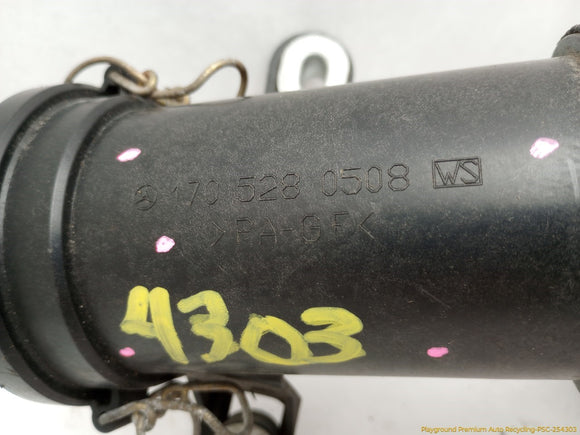 170 528 0508 WS
>PA-GF<
4303
Playground Premium Auto Recycling-PSC-254303